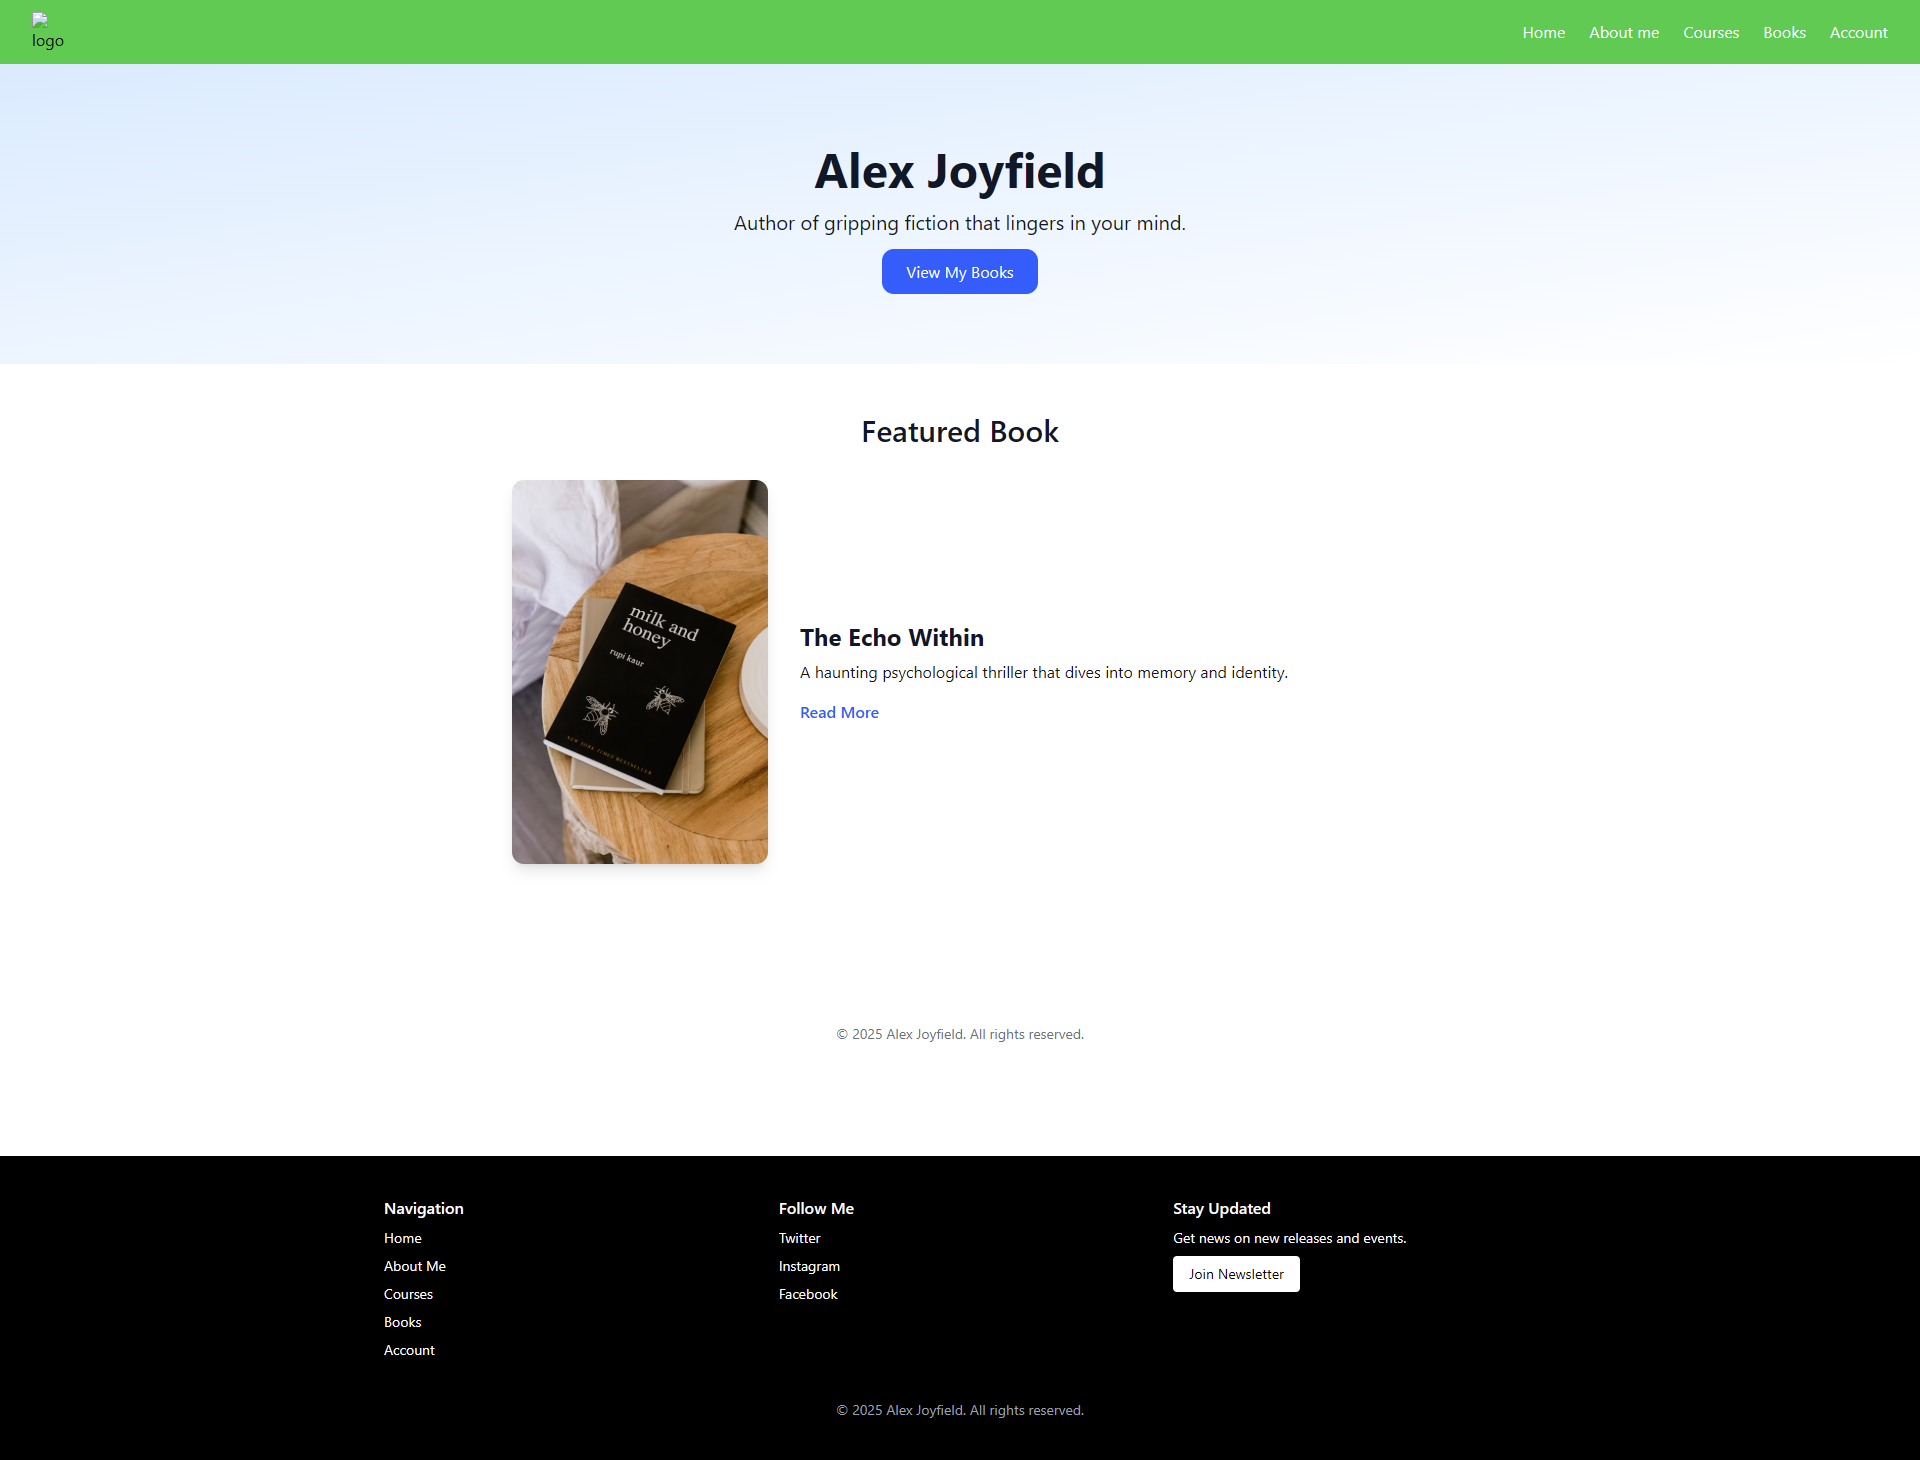 logo
Home
About me
Courses
Books
Account
Alex Joyfield
Author of gripping fiction that lingers in your mind.
View My Books
Featured Book
milk and
honey
rupi kaur
NEW YORK TIMES BESTSELLER
The Echo Within
A haunting psychological thriller that dives into memory and identity.
Read More
© 2025 Alex Joyfield. All rights reserved.
Navigation
Home
About Me
Courses
Books
Account
Follow Me
Twitter
Instagram
Facebook
Stay Updated
Get news on new releases and events.
Join Newsletter
© 2025 Alex Joyfield. All rights reserved.